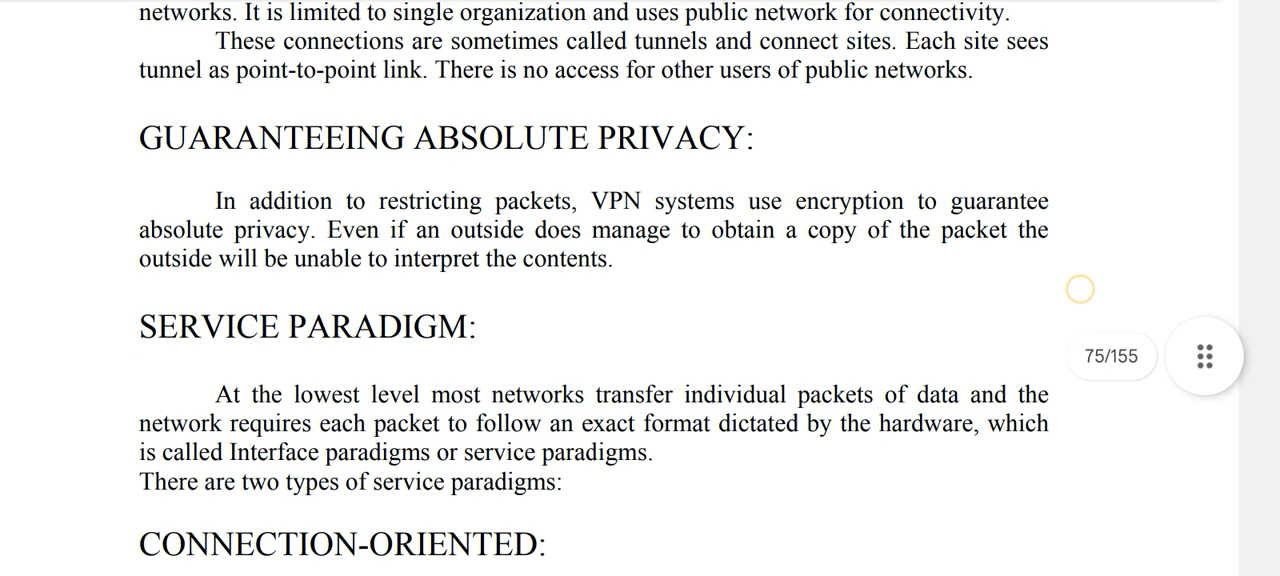 networks. It is limited to single organization and uses public network for connectivity.
These connections are sometimes called tunnels and connect sites. Each site sees
tunnel as point-to-point link. There is no access for other users of public networks.
GUARANTEEING ABSOLUTE PRIVACY:
In addition to restricting packets, VPN systems use encryption to guarantee
absolute privacy. Even if an outside does manage to obtain a copy of the packet the
outside will be unable to interpret the contents.
SERVICE PARADIGM:
75/155
At the lowest level most networks transfer individual packets of data and the
network requires each packet to follow an exact format dictated by the hardware, which
is called Interface paradigms or service paradigms.
There are two types of service paradigms:
CONNECTION-ORIENTED: